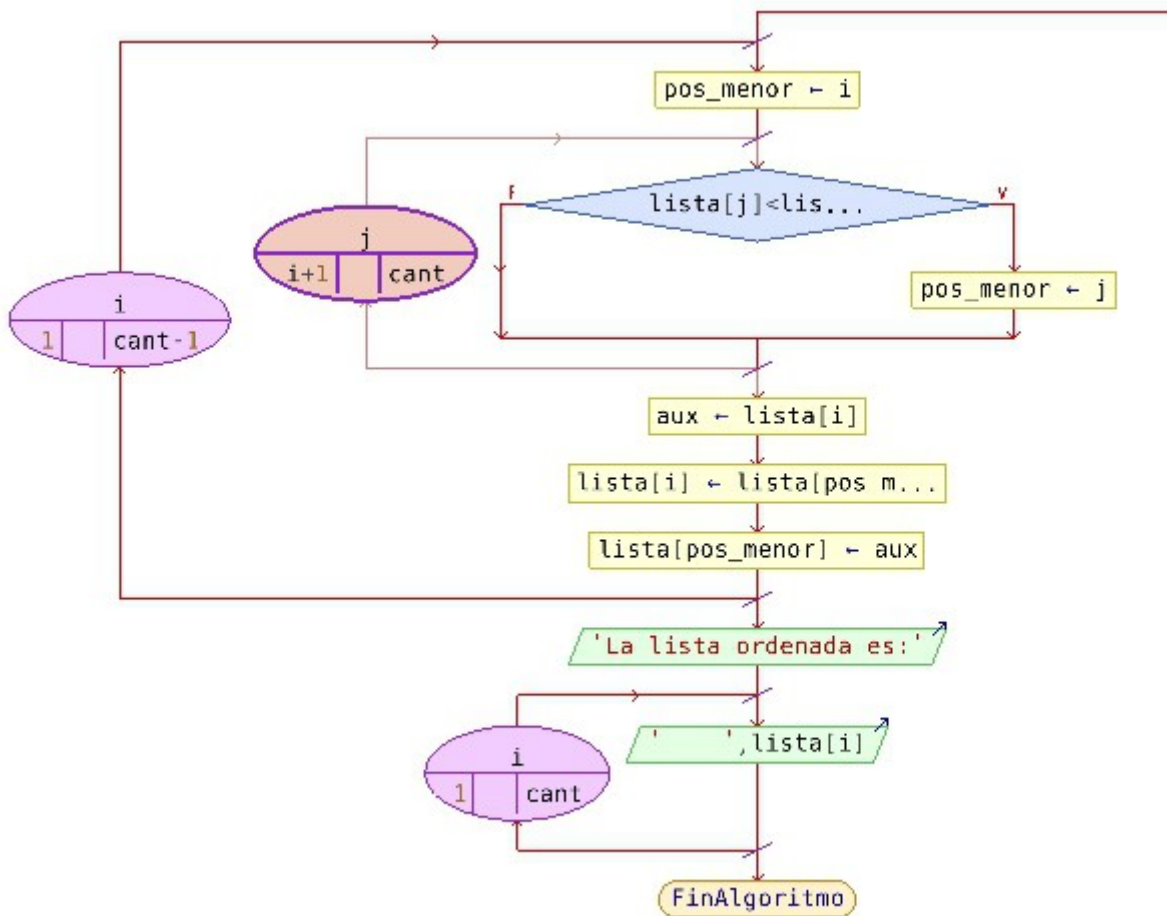 pos_menor ← i
F
lista[j]<lis...
V
j
i+1 cant
pos_menor ← j
i
1 cant-1
aux ← lista[i]
lista[i] ← lista[pos_m...
lista[pos_menor] ← aux
'La lista ordenada es:'
' ',lista[i]
i
1 cant
FinAlgoritmo